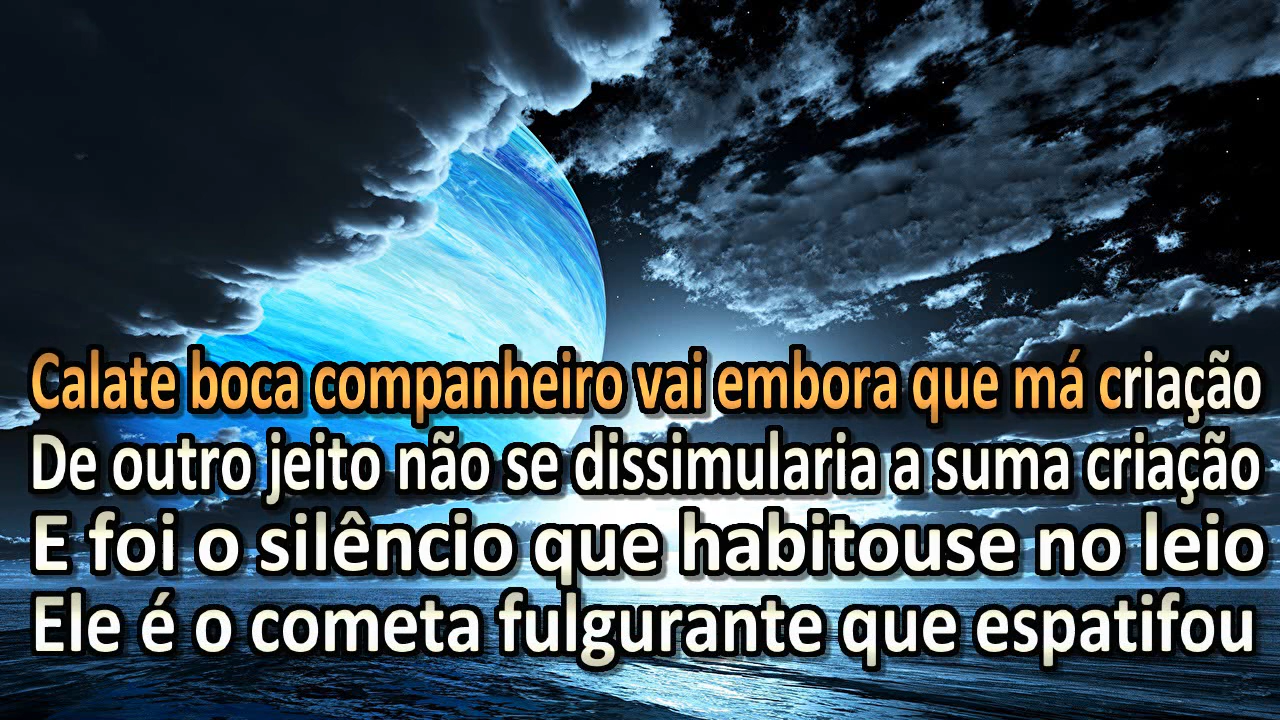 Calate boca companheiro vai embora que má criação
De outro jeito não se dissimularia a suma criação
E foi o silêncio que habitouse no leio
Ele é o cometa fulgurante que espatifou